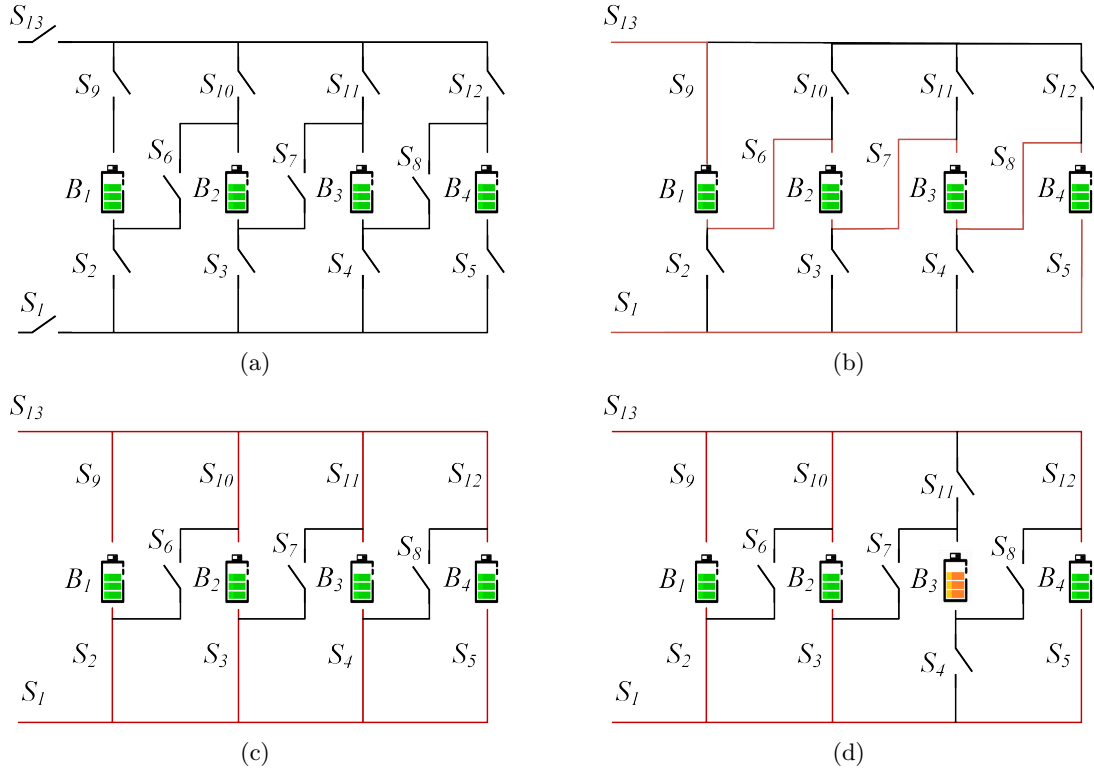 S13
S9 S10 S11 S12
S6 S7 S8
B1 B2 B3 B4
S2 S3 S4 S5
S1
(a)
S13
S9 S10 S11 S12
S6 S7 S8
B1 B2 B3 B4
S2 S3 S4 S5
S1
(b)
S13
S9 S10 S11 S12
S6 S7 S8
B1 B2 B3 B4
S2 S3 S4 S5
S1
(c)
S13
S9 S10 S11 S12
S6 S7 S8
B1 B2 B3 B4
S2 S3 S4 S5
S1
(d)